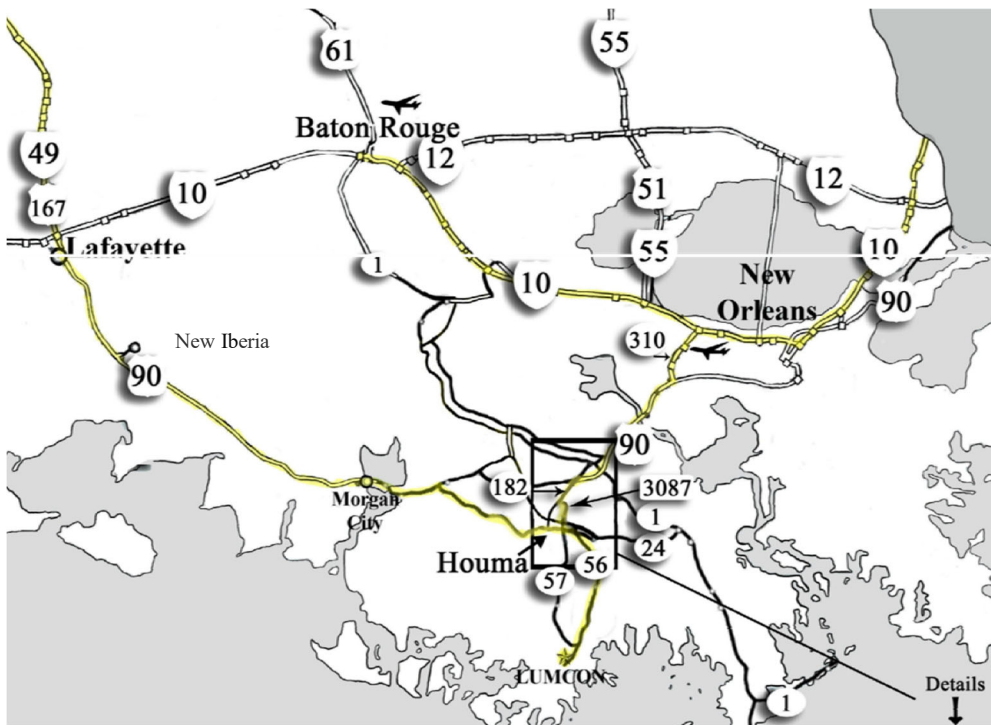 61
55
Baton Rouge
49
12
10
12
167
51
Lafayette
55
10
1
10
New
Orleans
90
310
New Iberia
90
90
182
3087
Morgan
City
1
24
Houma
56
57
LUMCON
Details
1